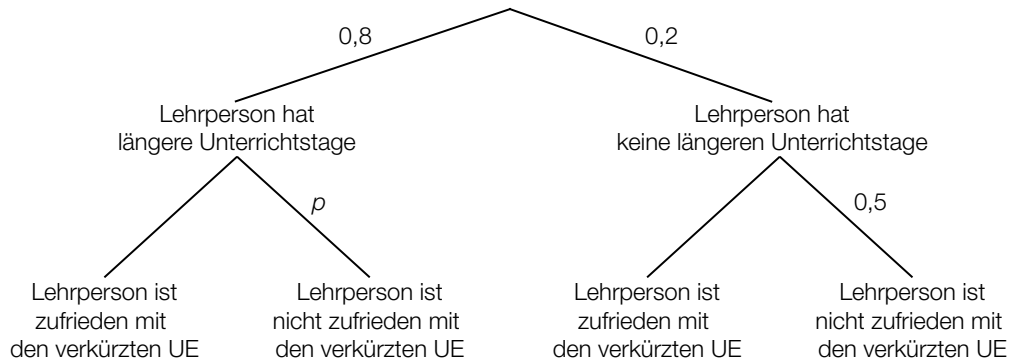 0,8
0,2
Lehrperson hat
längere Unterrichtstage
Lehrperson hat
keine längeren Unterrichtstage
p
0,5
Lehrperson ist
zufrieden mit
den verkürzten UE
Lehrperson ist
nicht zufrieden mit
den verkürzten UE
Lehrperson ist
zufrieden mit
den verkürzten UE
Lehrperson ist
nicht zufrieden mit
den verkürzten UE